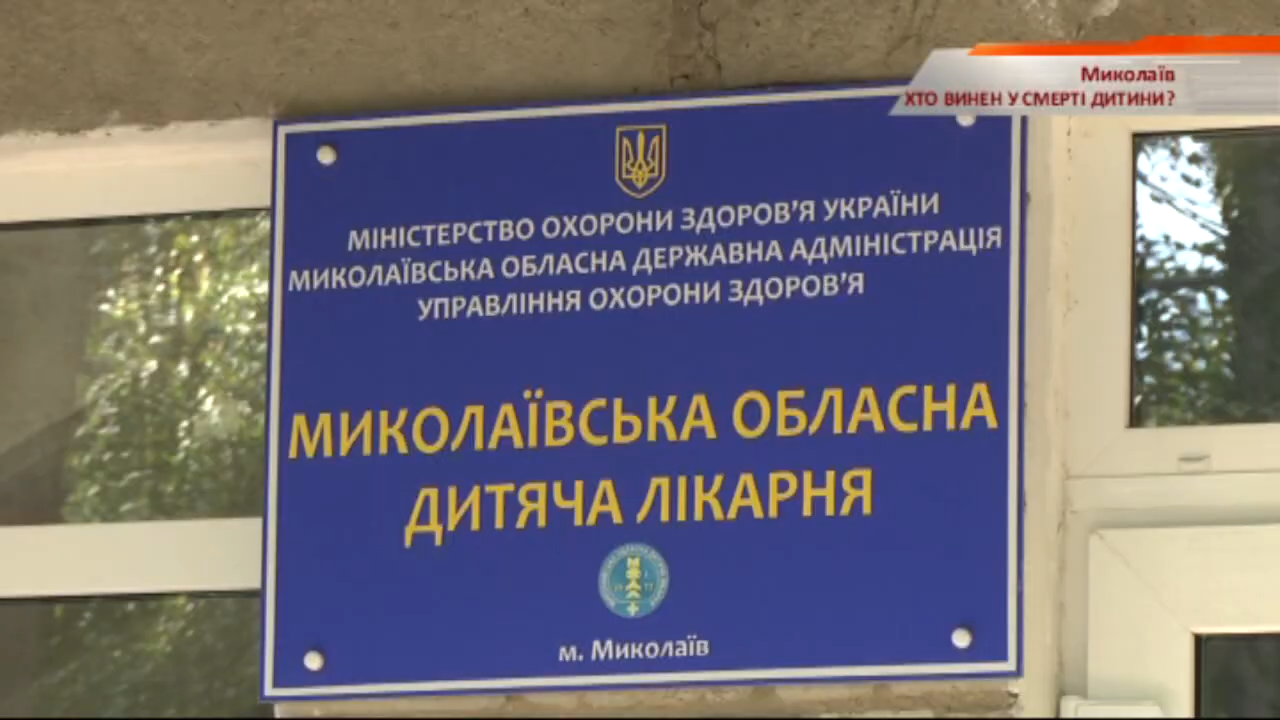 Миколаїв
ХТО ВИНЕН У СМЕРТІ ДИТИНИ?
МІНІСТЕРСТВО ОХОРОНИ ЗДОРОВ'Я УКРАЇНИ
МИКОЛАЇВСЬКА ОБЛАСНА ДЕРЖАВНА АДМІНІСТРАЦІЯ
УПРАВЛІННЯ ОХОРОНИ ЗДОРОВ'Я
МИКОЛАЇВСЬКА ОБЛАСНА
ДИТЯЧА ЛІКАРНЯ
м. Миколаїв